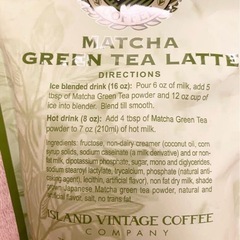 MATCHA
GREEN TEA LATTE
DIRECTIONS
Ice blended drink (16 oz): Pour 6 oz of milk, add 5
tbsp of Matcha Green Tea powder and 12 oz cup of
ice into blender. Blend till smooth.
Hot drink (8 oz): Add 4 tbsp of Matcha Green Tea
powder to 7 oz (210ml) of hot milk.
Ingredients: fructose, non-dairy creamer (coconut oil, corn
syrup solids, sodium caseinate (a milk derivative), and or non-
fat milk, dipotassium phosphate, sugar, mono and diglycerides,
sodium stearoyl lactylate, trycalcium, phosphate (natural anti-
caking agent), lecithin, artificial flavor), non fat dry milk, shade
grown Japanese Matcha green tea powder, natural and
artificial flavor, salt, no trans fat.
ISLAND VINTAGE COFFEE
COMPANY